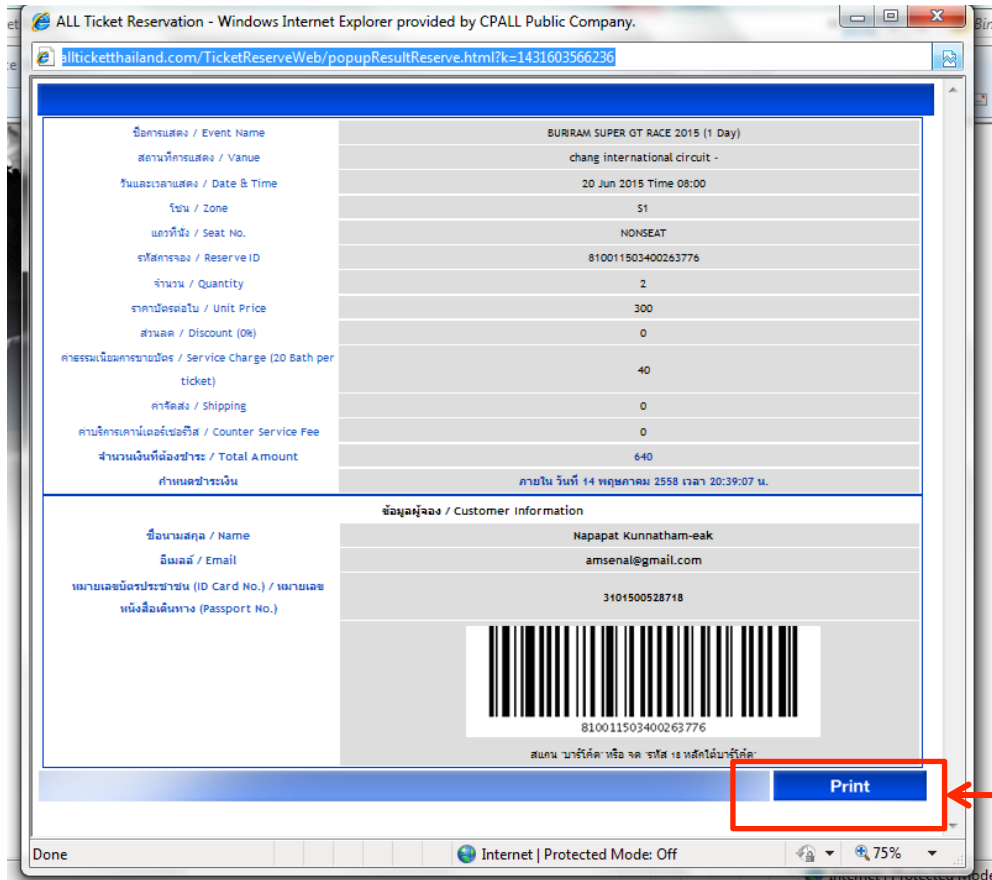 ALL Ticket Reservation - Windows Internet Explorer provided by CPALL Public Company.
allticketthailand.com/TicketReserveWeb/popupResultReserve.html?k=1431603566236
ชื่อการแสดง / Event Name BURIRAM SUPER GT RACE 2015 (1 Day)
สถานที่การแสดง / Vanue chang international circuit -
วันและเวลาแสดง / Date & Time 20 Jun 2015 Time 08:00
โซน / Zone S1
แถวที่นั่ง / Seat No. NONSEAT
รหัสการจอง / Reserve ID 810011503400263776
จำนวน / Quantity 2
ราคาบัตรต่อใบ / Unit Price 300
ส่วนลด / Discount (0%) 0
ค่าธรรมเนียมการขายบัตร / Service Charge (20 Bath per
ticket) 40
ค่าจัดส่ง / Shipping 0
ค่าบริการเคาน์เตอร์เซอร์วิส / Counter Service Fee 0
จำนวนเงินที่ต้องชำระ / Total Amount 640
กำหนดชำระเงิน ภายใน วันที่ 14 พฤษภาคม 2558 เวลา 20:39:07 น.
ข้อมูลผู้จอง / Customer Information
ชื่อนามสกุล / Name Napapat Kunnatham-eak
อีเมลล์ / Email amsenal@gmail.com
หมายเลขบัตรประชาชน (ID Card No.) / หมายเลข
หนังสือเดินทาง (Passport No.) 3101500528718
810011503400263776
สแกน 'บาร์โค้ด' หรือ จด 'รหัส 18 หลักใต้บาร์โค้ด'
Print
Done Internet | Protected Mode: Off 75%